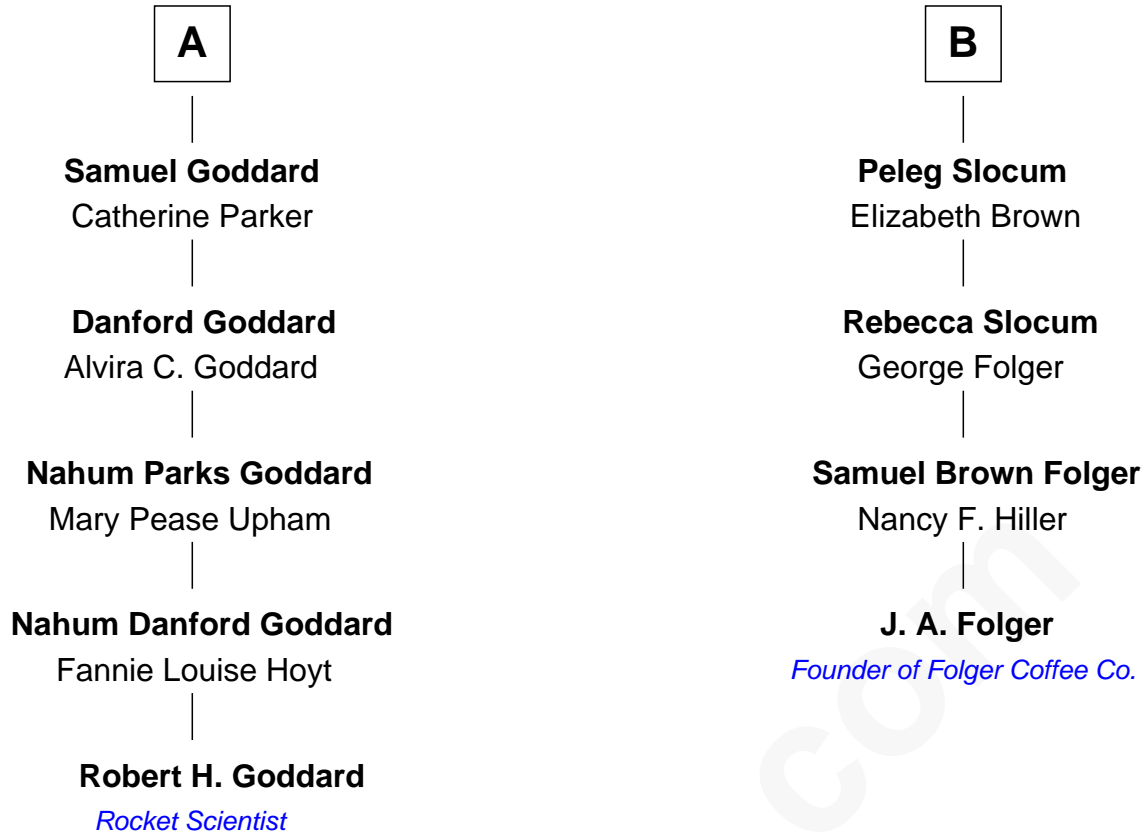 A
Samuel Goddard
Catherine Parker
Danford Goddard
Alvira C. Goddard
Nahum Parks Goddard
Mary Pease Upham
Nahum Danford Goddard
Fannie Louise Hoyt
Robert H. Goddard
Rocket Scientist
B
Peleg Slocum
Elizabeth Brown
Rebecca Slocum
George Folger
Samuel Brown Folger
Nancy F. Hiller
J. A. Folger
Founder of Folger Coffee Co.
com